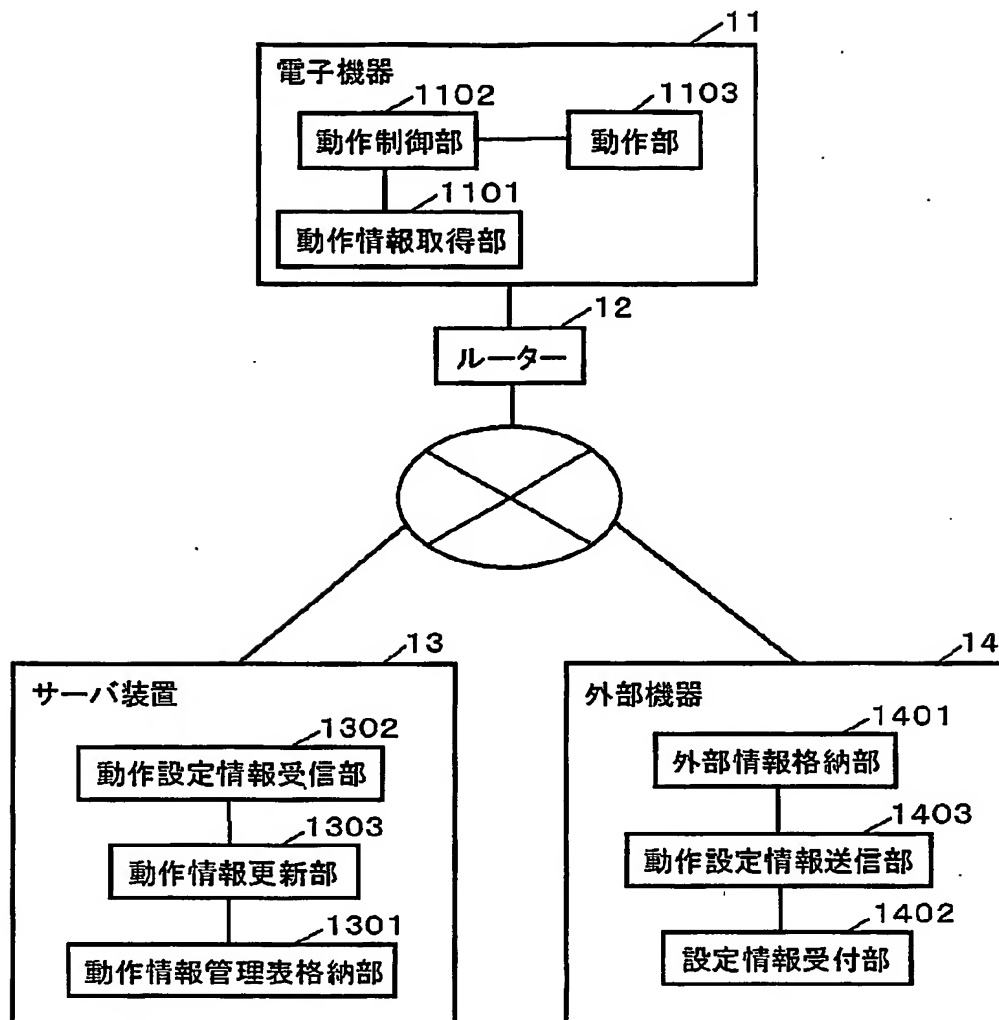 11
電子機器
1102
1103
動作制御部
動作部
1101
動作情報取得部
12
ルーター
13
サーバ装置
1302
動作設定情報受信部
1303
動作情報更新部
1301
動作情報管理表格納部
14
外部機器
1401
外部情報格納部
1403
動作設定情報送信部
1402
設定情報受付部